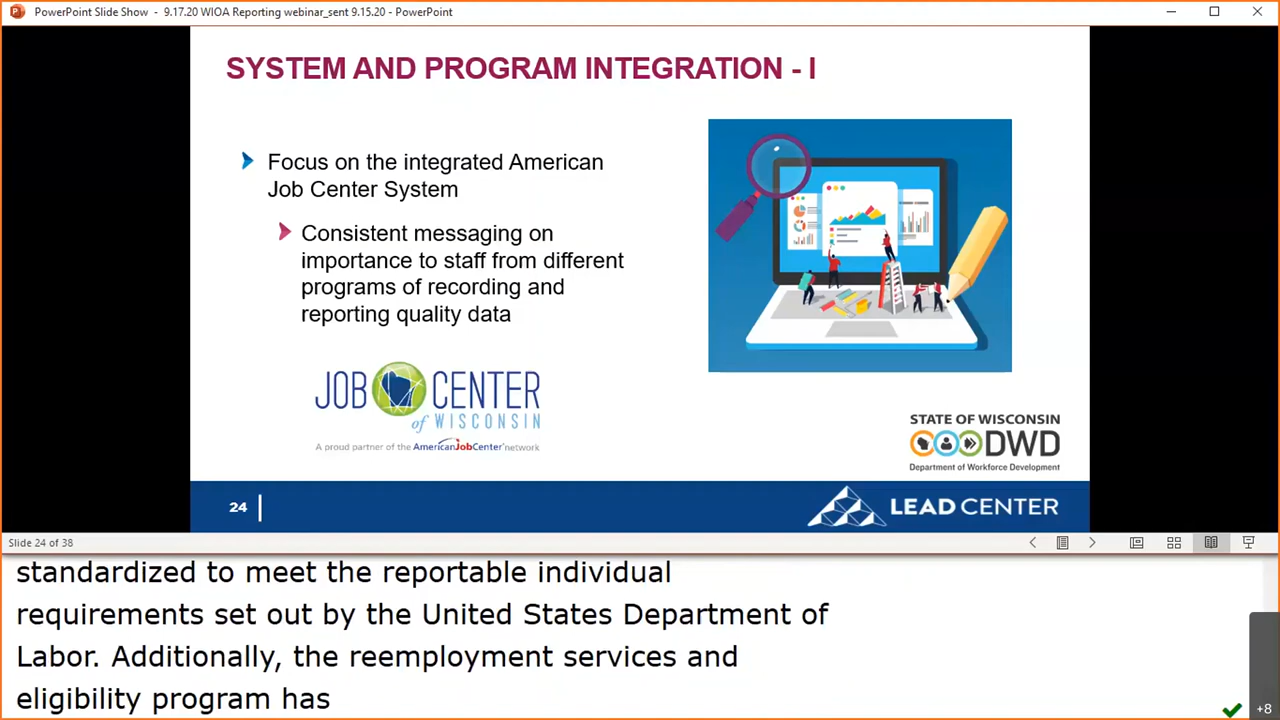 PowerPoint Slide Show - 9.17.20 WIOA Reporting webinar_sent 9.15.20 - PowerPoint
SYSTEM AND PROGRAM INTEGRATION - I
Focus on the integrated American
Job Center System
Consistent messaging on
importance to staff from different
programs of recording and
reporting quality data
JOB CENTER
of WISCONSIN
A proud partner of the AmericanJobCenter network
STATE OF WISCONSIN
DWD
Department of Workforce Development
24
LEAD CENTER
Slide 24 of 38
standardized to meet the reportable individual
requirements set out by the United States Department of
Labor. Additionally, the reemployment services and
eligibility program has
+8